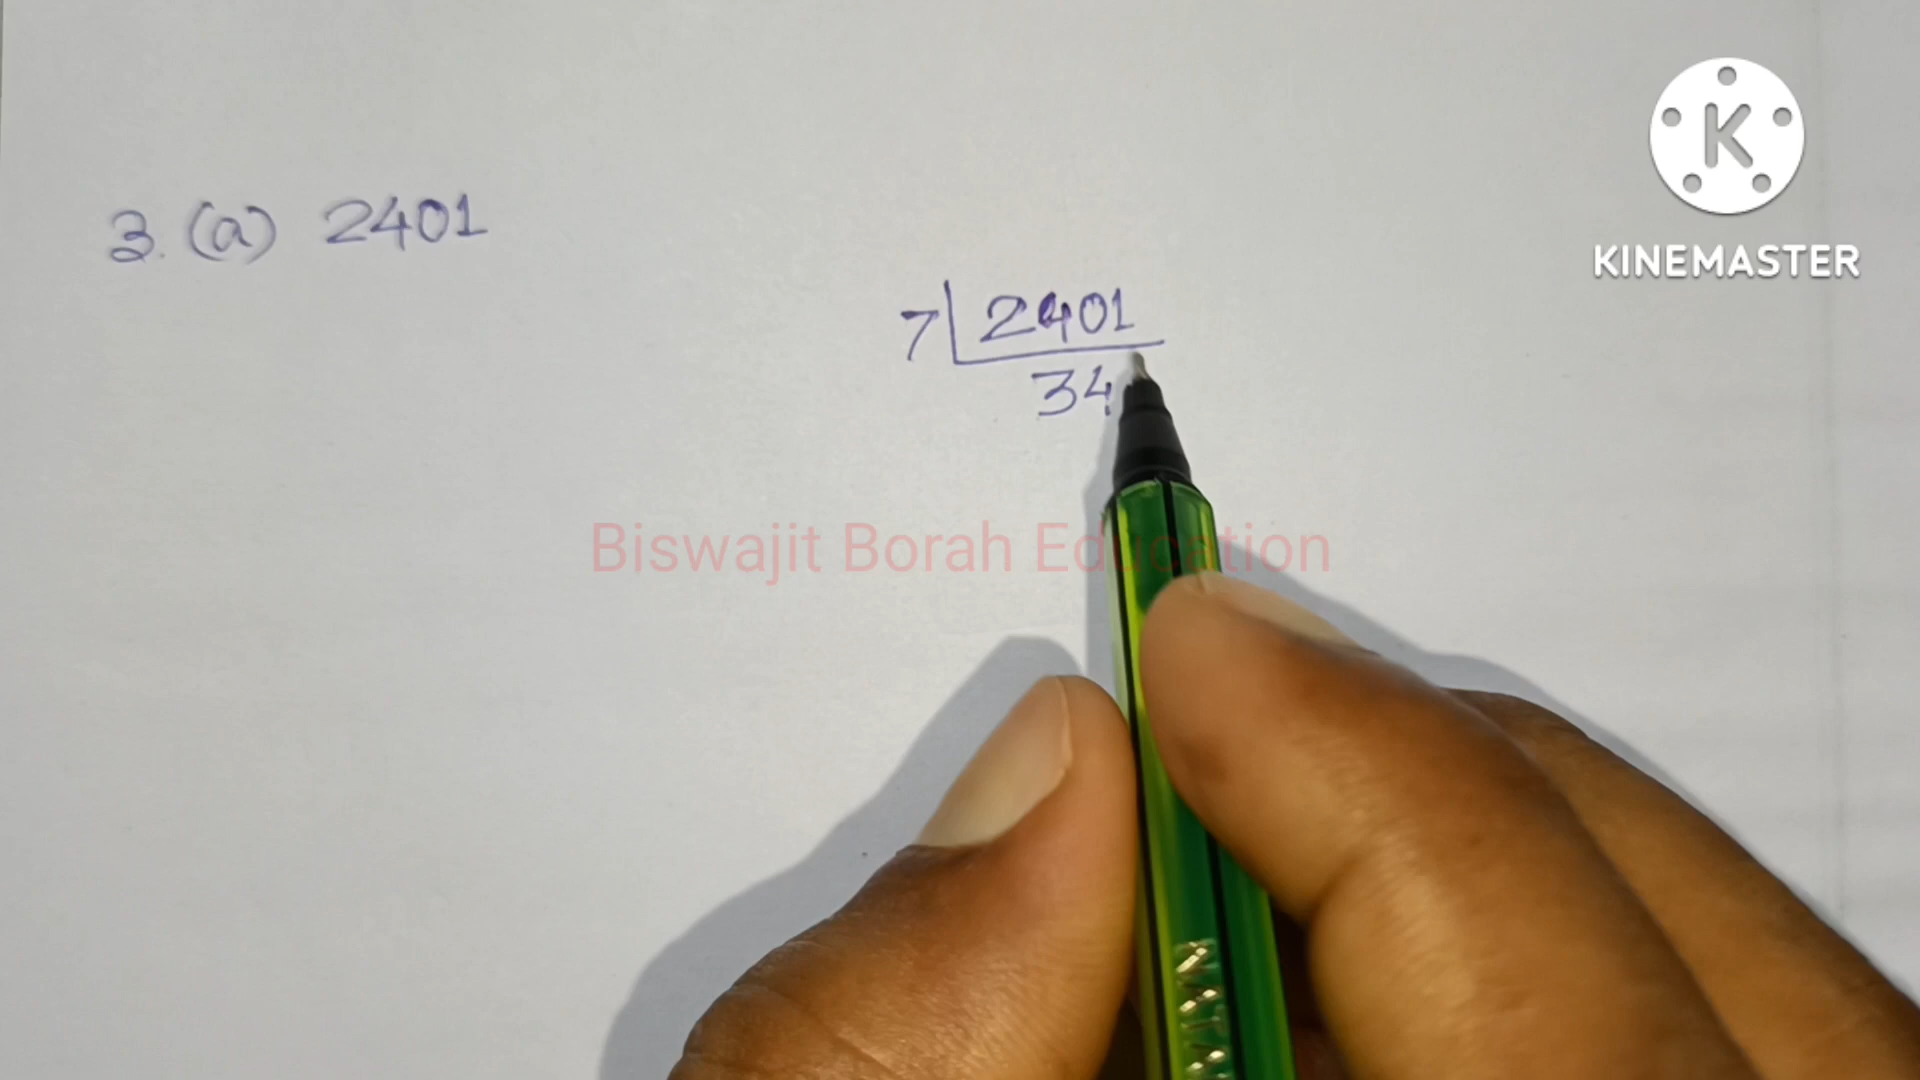 3. (a) 2401
7 2401
34
Biswajit Borah Education
K
KINEMASTER